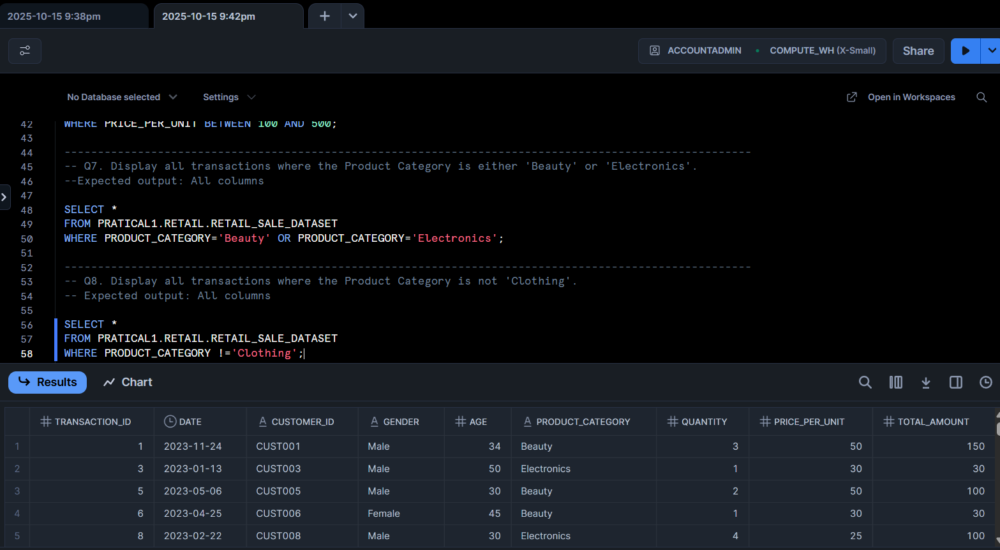 2025-10-15 9:38pm 2025-10-15 9:42pm
ACCOUNTADMIN COMPUTE_WH (X-Small) Share
No Database selected Settings Open in Workspaces
42 WHERE PRICE_PER_UNIT BETWEEN 100 AND 500;
43
44 -------------------------------------------------------------------------------------------------------
45 -- Q7. Display all transactions where the Product Category is either 'Beauty' or 'Electronics'.
46 --Expected output: All columns
47
48 SELECT *
49 FROM PRATICAL1.RETAIL.RETAIL_SALE_DATASET
50 WHERE PRODUCT_CATEGORY='Beauty' OR PRODUCT_CATEGORY='Electronics';
51
52 -------------------------------------------------------------------------------------------------------
53 -- Q8. Display all transactions where the Product Category is not 'Clothing'.
54 -- Expected output: All columns
55
56 SELECT *
57 FROM PRATICAL1.RETAIL.RETAIL_SALE_DATASET
58 WHERE PRODUCT_CATEGORY !='Clothing';
Results Chart
# TRANSACTION_ID DATE A CUSTOMER_ID A GENDER # AGE A PRODUCT_CATEGORY # QUANTITY # PRICE_PER_UNIT # TOTAL_AMOUNT
1 1 2023-11-24 CUST001 Male 34 Beauty 3 50 150
2 3 2023-01-13 CUST003 Male 50 Electronics 1 30 30
3 5 2023-05-06 CUST005 Male 30 Beauty 2 50 100
4 6 2023-04-25 CUST006 Female 45 Beauty 1 30 30
5 8 2023-02-22 CUST008 Male 30 Electronics 4 25 100